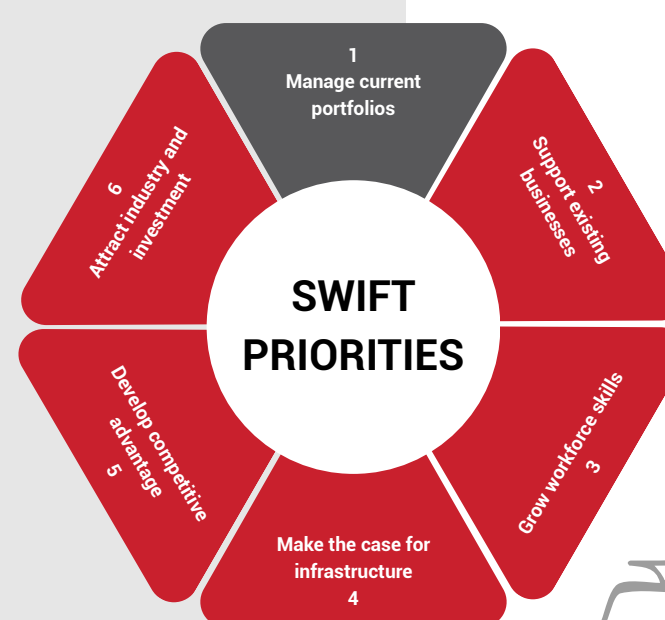 1
Manage current
portfolios
2
Support existing
businesses
Grow workforce skills
3
Make the case for
infrastructure
4
Develop competitive
advantage
5
6
Attract industry and
investment
SWIFT
PRIORITIES